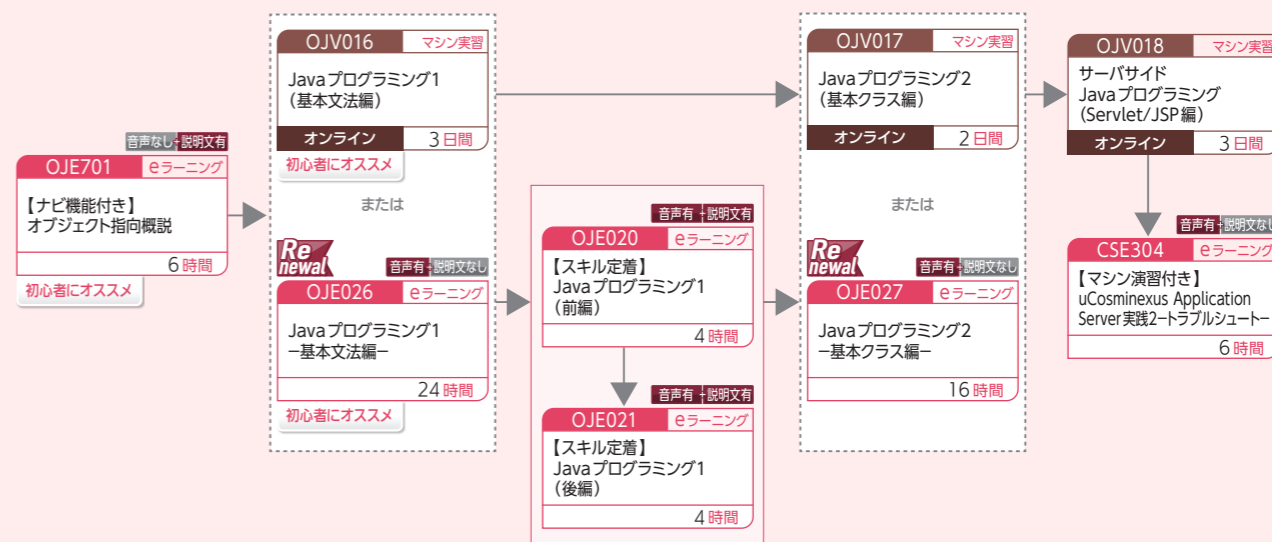 音声なし+説明文有
OJE701 eラーニング
【ナビ機能付き】
オブジェクト指向概説
6時間
初心者にオススメ
OJV016 マシン実習
Javaプログラミング1
(基本文法編)
オンライン 3日間
初心者にオススメ
または
Renewal
音声有+説明文なし
OJE026 eラーニング
Javaプログラミング1
ー基本文法編ー
24時間
初心者にオススメ
音声有+説明文有
OJE020 eラーニング
【スキル定着】
Javaプログラミング1
(前編)
4時間
音声有+説明文有
OJE021 eラーニング
【スキル定着】
Javaプログラミング1
(後編)
4時間
OJV017 マシン実習
Javaプログラミング2
(基本クラス編)
オンライン 2日間
または
Renewal
音声有+説明文なし
OJE027 eラーニング
Javaプログラミング2
ー基本クラス編ー
16時間
OJV018 マシン実習
サーバサイド
Javaプログラミング
(Servlet/JSP編)
オンライン 3日間
音声有+説明文なし
CSE304 eラーニング
【マシン演習付き】
uCosminexus Application
Server実践2ートラブルシュートー
6時間